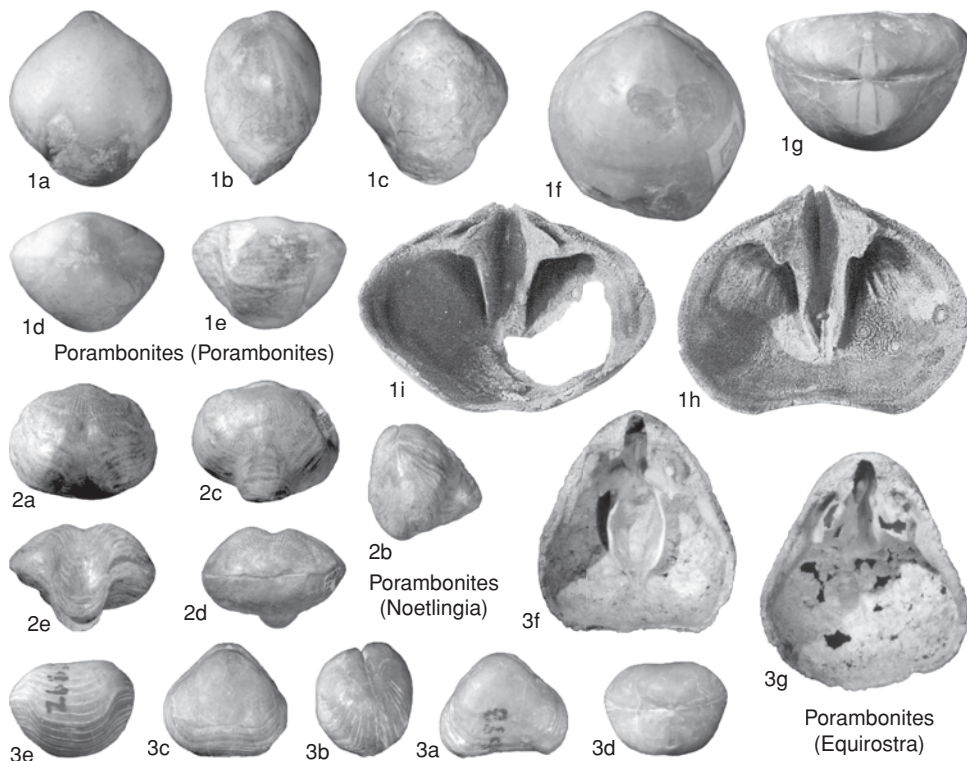 1a
1b
1c
1f
1g
1d
1e
Porambonites (Porambonites)
1i
1h
2a
2c
2b
2e
2d
Porambonites
(Noetlingia)
3f
3g
3e
3c
3b
3a
3d
Porambonites
(Equirostra)